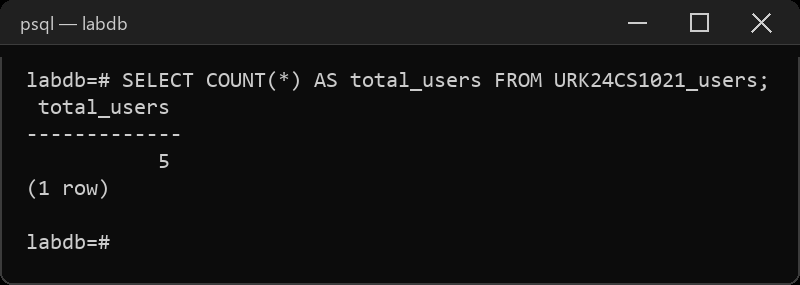 psql — labdb
labdb=# SELECT COUNT(*) AS total_users FROM URK24CS1021_users;
 total_users
-------------
           5
(1 row)

labdb=#